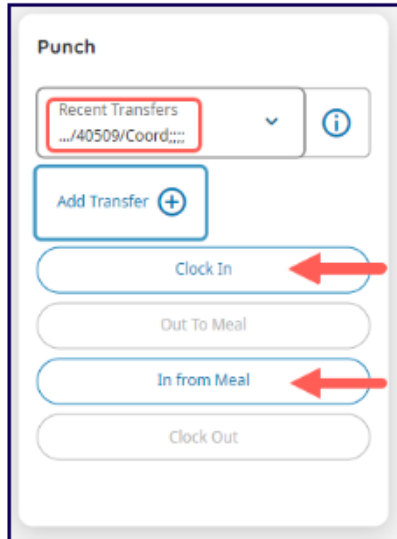 Punch
Recent Transfers
.../40509/Coord;;;;
Add Transfer
Clock In
Out To Meal
In from Meal
Clock Out